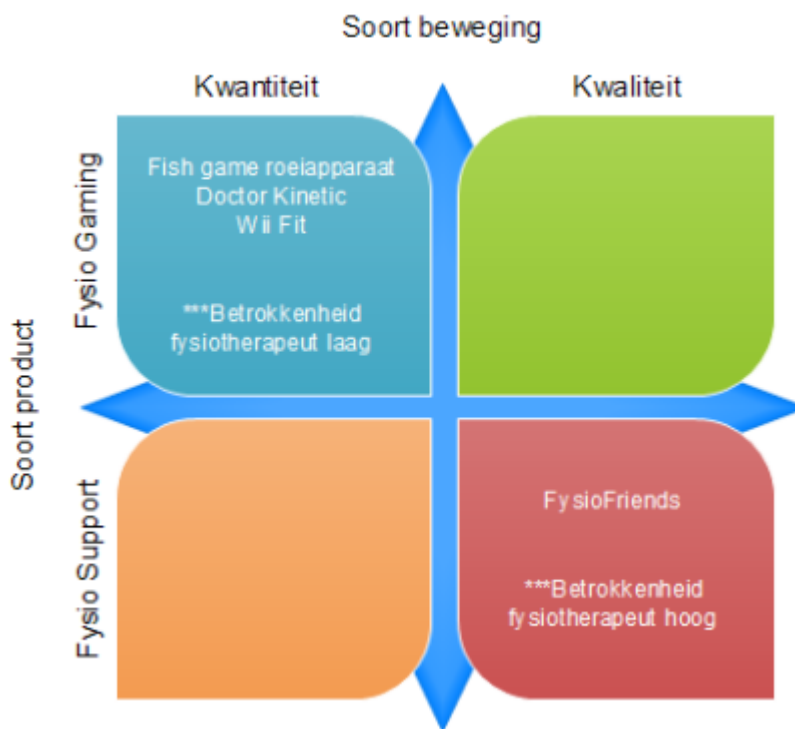 Soort beweging
Kwantiteit
Kwaliteit
Fysio Gaming
Fish game roeiapparaat
Doctor Kinetic
Wii Fit
***Betrokkenheid
fysiotherapeut laag
Soort product
Fysio Support
FysioFriends
***Betrokkenheid
fysiotherapeut hoog